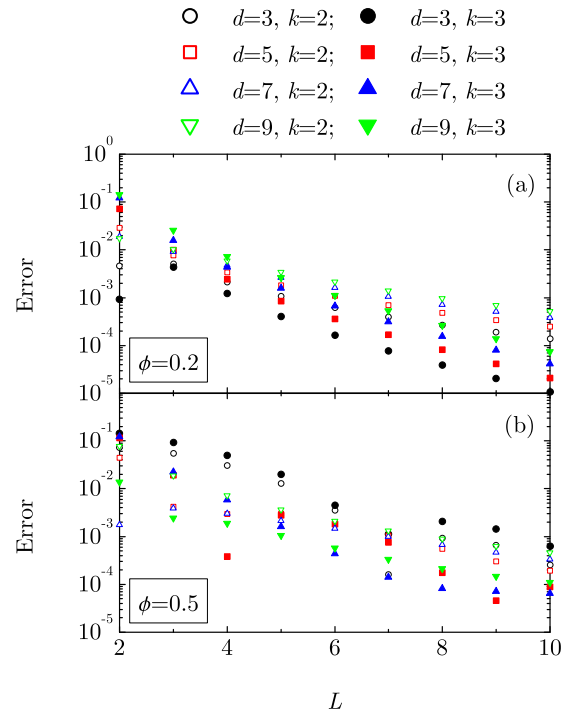 d=3, k=2; d=3, k=3
d=5, k=2; d=5, k=3
d=7, k=2; d=7, k=3
d=9, k=2; d=9, k=3
10^0
(a)
10^-1
10^-2
10^-3
10^-4
10^-5
Error
ϕ=0.2
(b)
10^-1
10^-2
10^-3
10^-4
10^-5
Error
ϕ=0.5
2 4 6 8 10
L